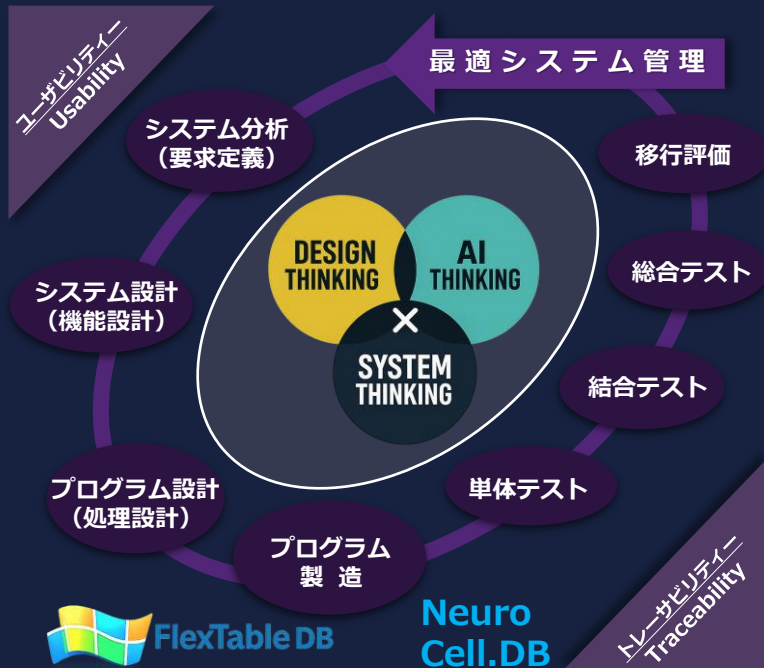 ユーザビリティー
Usability
最適システム管理
システム分析
（要求定義）
移行評価
DESIGN
THINKING
AI
THINKING
総合テスト
システム設計
（機能設計）
×
SYSTEM
THINKING
結合テスト
プログラム設計
（処理設計）
単体テスト
プログラム
製 造
トレーサビリティー
Traceability
FlexTable DB
Neuro
Cell.DB